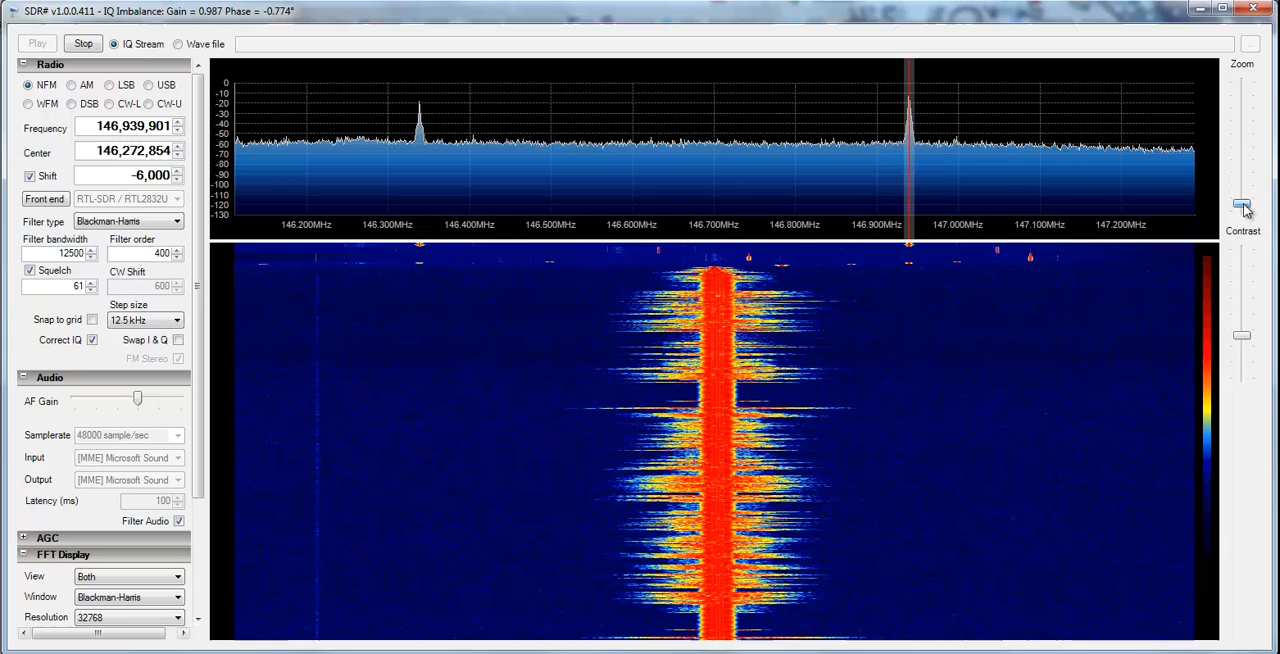 SDR# v1.0.0.411 - IQ Imbalance: Gain = 0.987 Phase = -0.774°
Play Stop IQ Stream Wave file ...
Zoom
Radio
NFM AM LSB USB
WFM DSB CW-L CW-U
Frequency 146,939,901
Center 146,272,854
Shift -6,000
Front end RTL-SDR / RTL2832U
Filter type Blackman-Harris
Filter bandwidth Filter order
12500 400
Squelch CW Shift
61 600
Step size
Snap to grid 12.5 kHz
Correct IQ Swap I & Q
FM Stereo
Audio
AF Gain
Samplerate 48000 sample/sec
Input [MME] Microsoft Sound
Output [MME] Microsoft Sound
Latency (ms) 100
Filter Audio
AGC
FFT Display
View Both
Window Blackman-Harris
Resolution 32768
0
-10
-20
-30
-40
-50
-60
-70
-80
-90
-100
-110
-120
-130
146.200MHz 146.300MHz 146.400MHz 146.500MHz 146.600MHz 146.700MHz 146.800MHz 146.900MHz 147.000MHz 147.100MHz 147.200MHz
Contrast